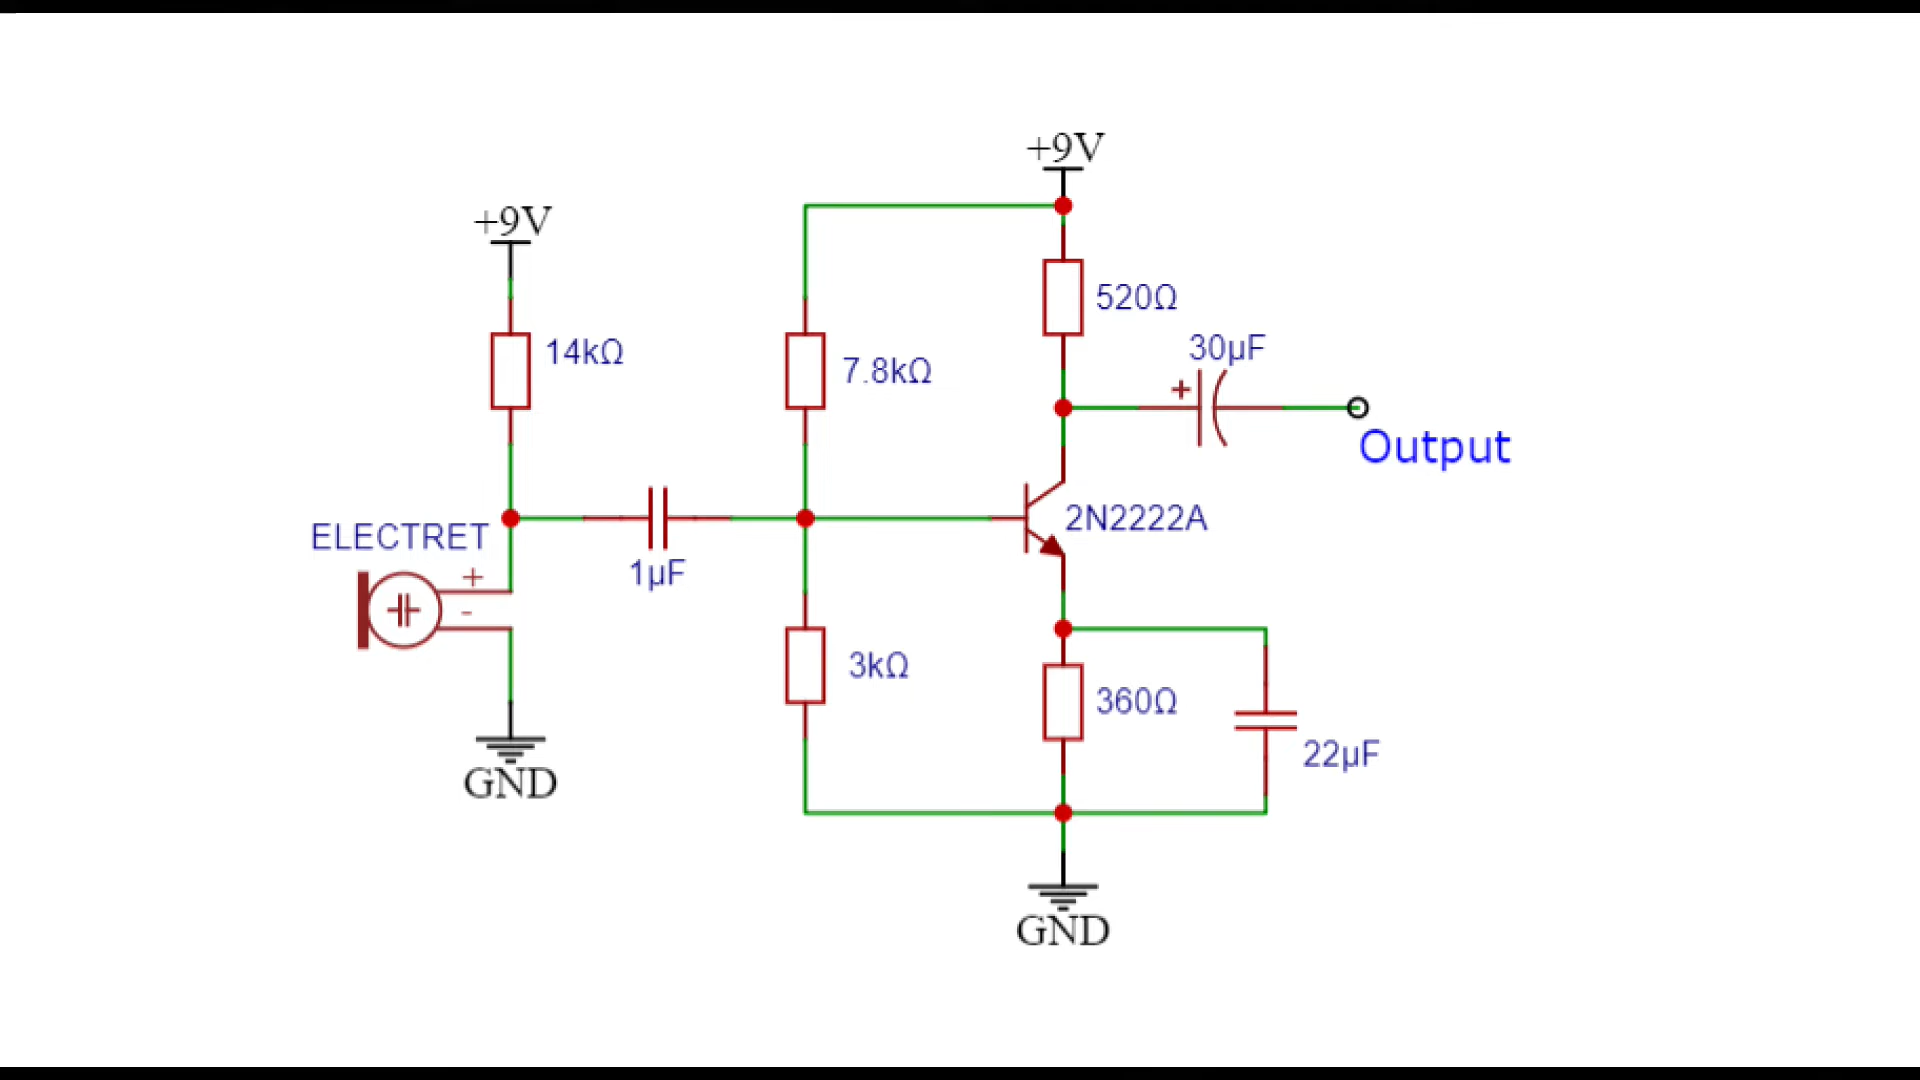 +9V
+9V
520Ω
30µF
14kΩ
7.8kΩ
+
Output
2N2222A
ELECTRET
1µF
+
-
3kΩ
360Ω
22µF
GND
GND